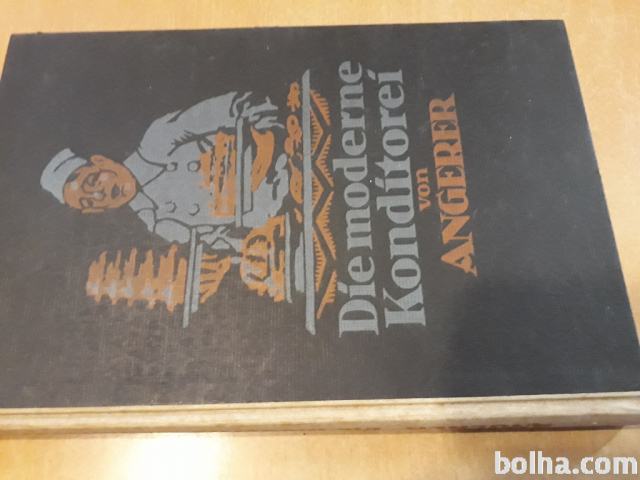 Die moderne
Konditorei
von
ANGERER
bolha.com